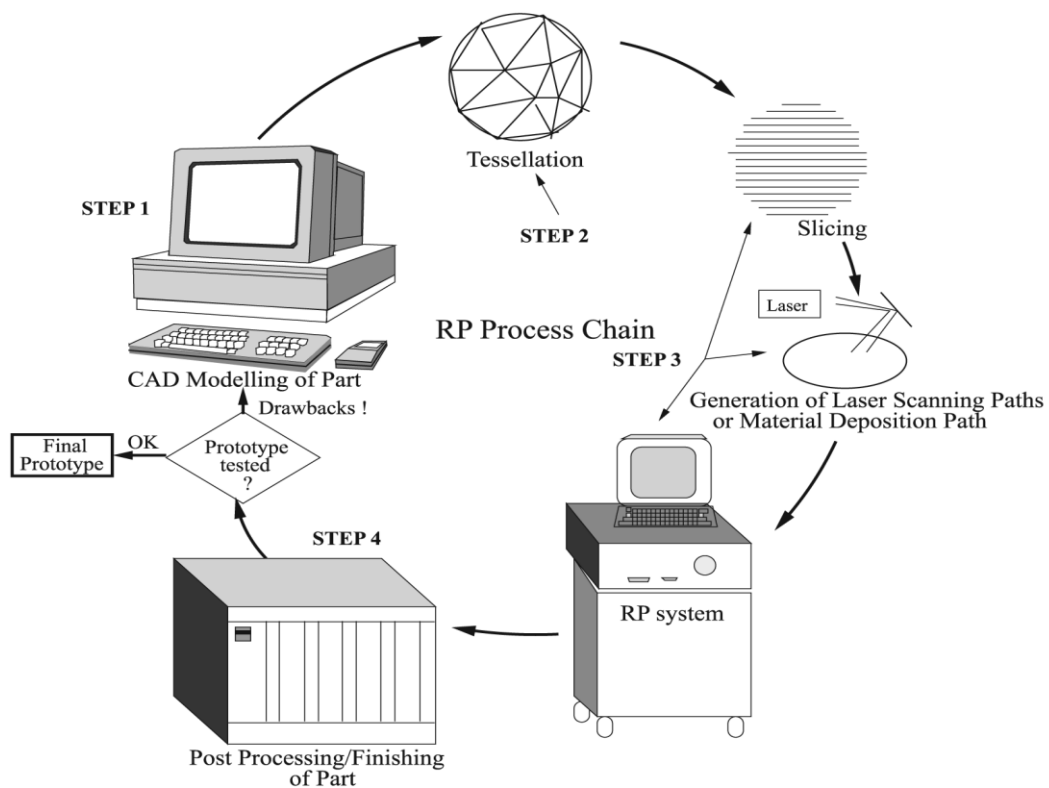 Tessellation
STEP 1
STEP 2
Slicing
Laser
RP Process Chain
STEP 3
CAD Modelling of Part
Generation of Laser Scanning Paths
or Material Deposition Path
Drawbacks !
OK
Final
Prototype
Prototype
tested
?
STEP 4
RP system
Post Processing/Finishing
of Part